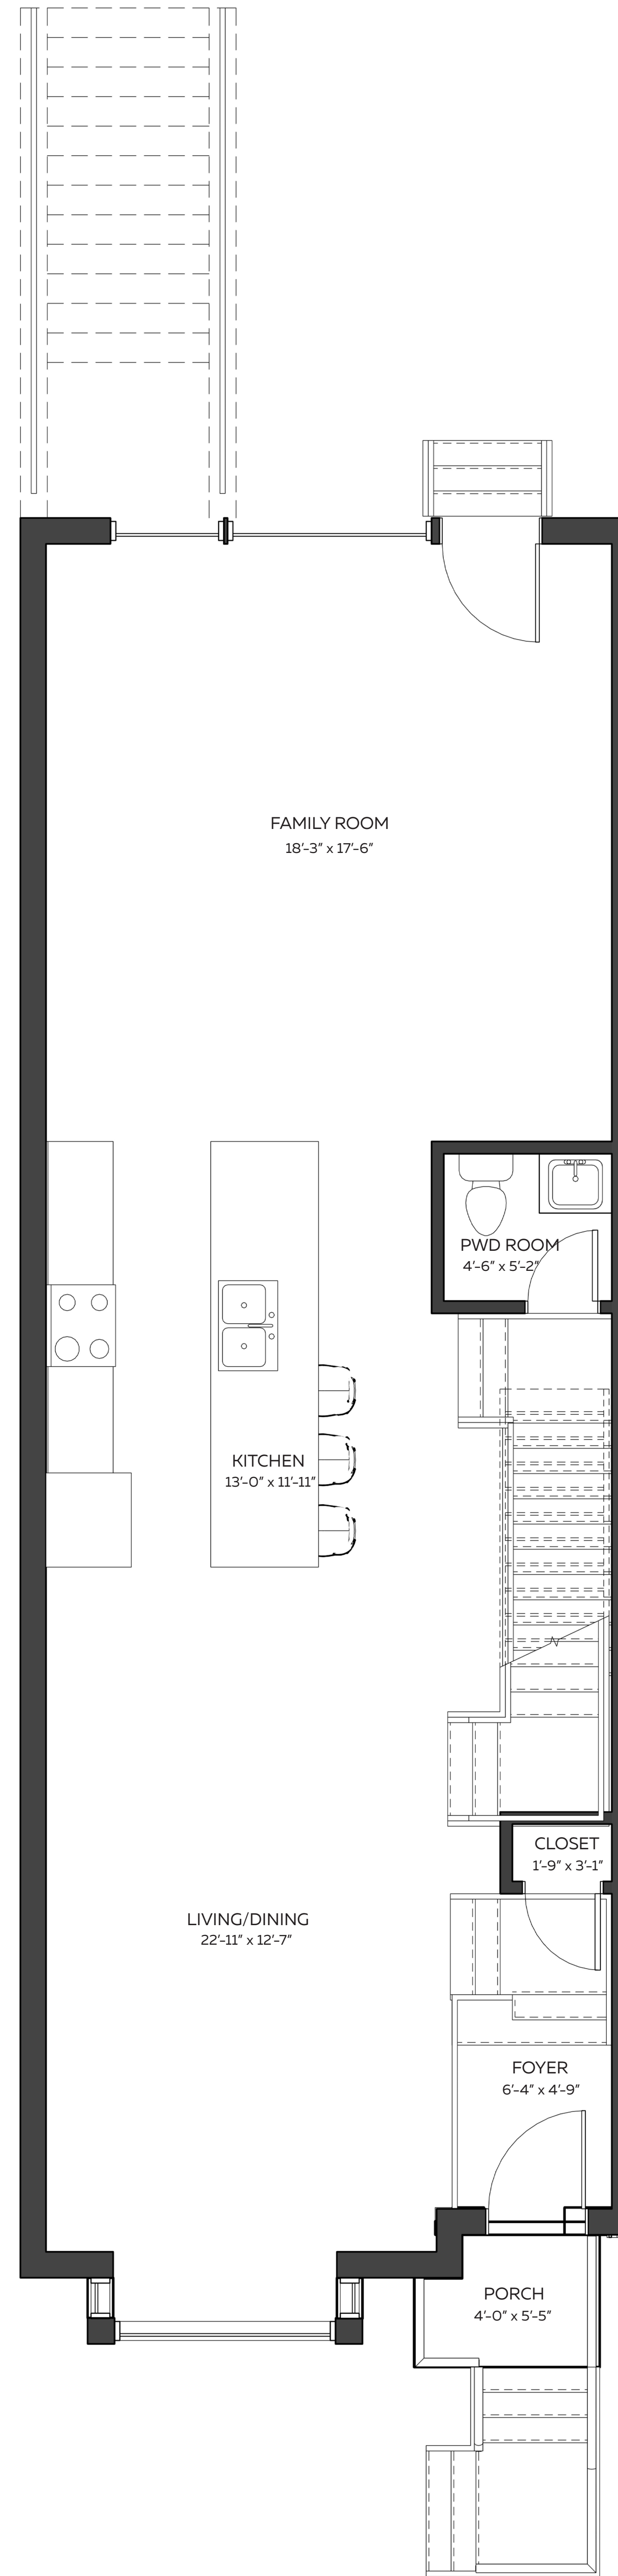 FAMILY ROOM
18’-3” x 17’-6”
PWD ROOM
4’-6” x 5’-2”
KITCHEN
13’-0” x 11’-11”
CLOSET
1’-9” x 3’-1”
LIVING/DINING
22’-11” x 12’-7”
FOYER
6’-4” x 4’-9”
PORCH
4’-0” x 5’-5”